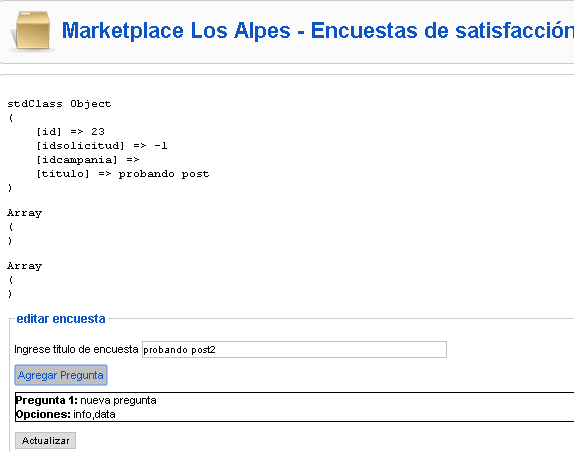 Marketplace Los Alpes - Encuestas de satisfacción
stdClass Object
(
[id] => 23
[idsolicitud] => -1
[idcampania] =>
[titulo] => probando post
)
Array
(
)
Array
(
)
editar encuesta
Ingrese titulo de encuesta probando post2
Agregar Pregunta
Pregunta 1: nueva pregunta
Opciones: info,data
Actualizar